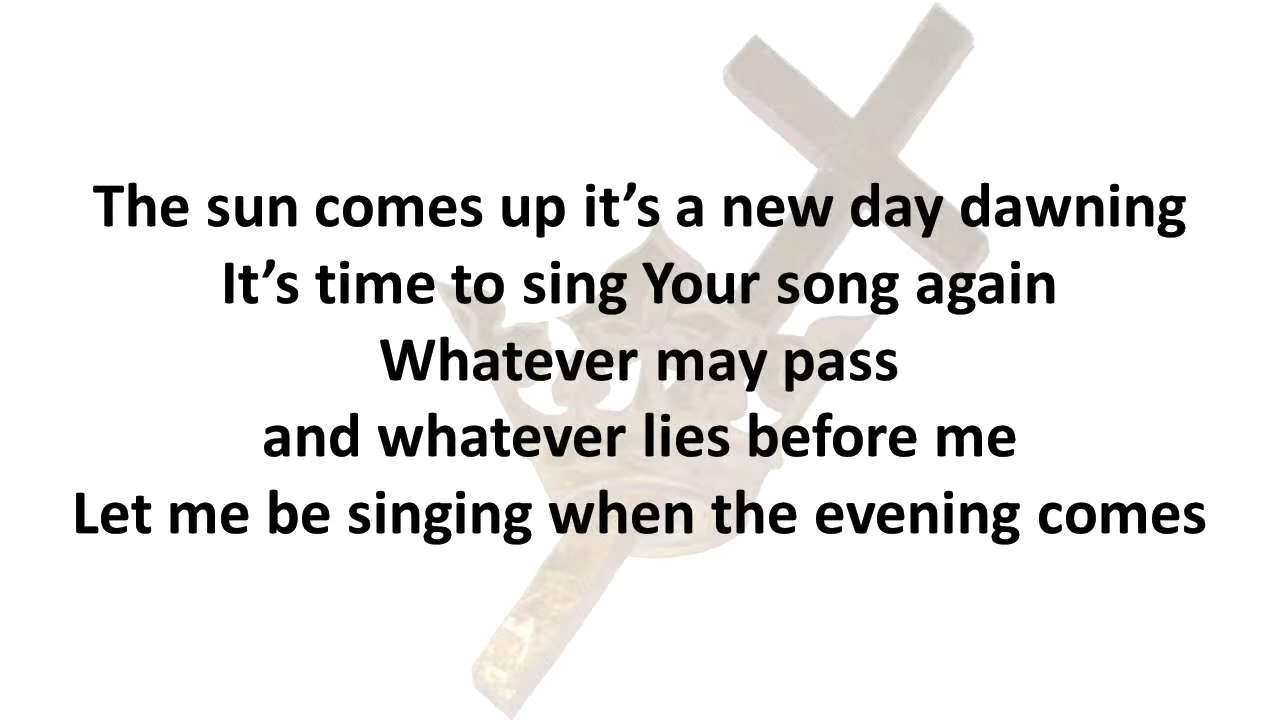 The sun comes up it’s a new day dawning
It’s time to sing Your song again
Whatever may pass
and whatever lies before me
Let me be singing when the evening comes